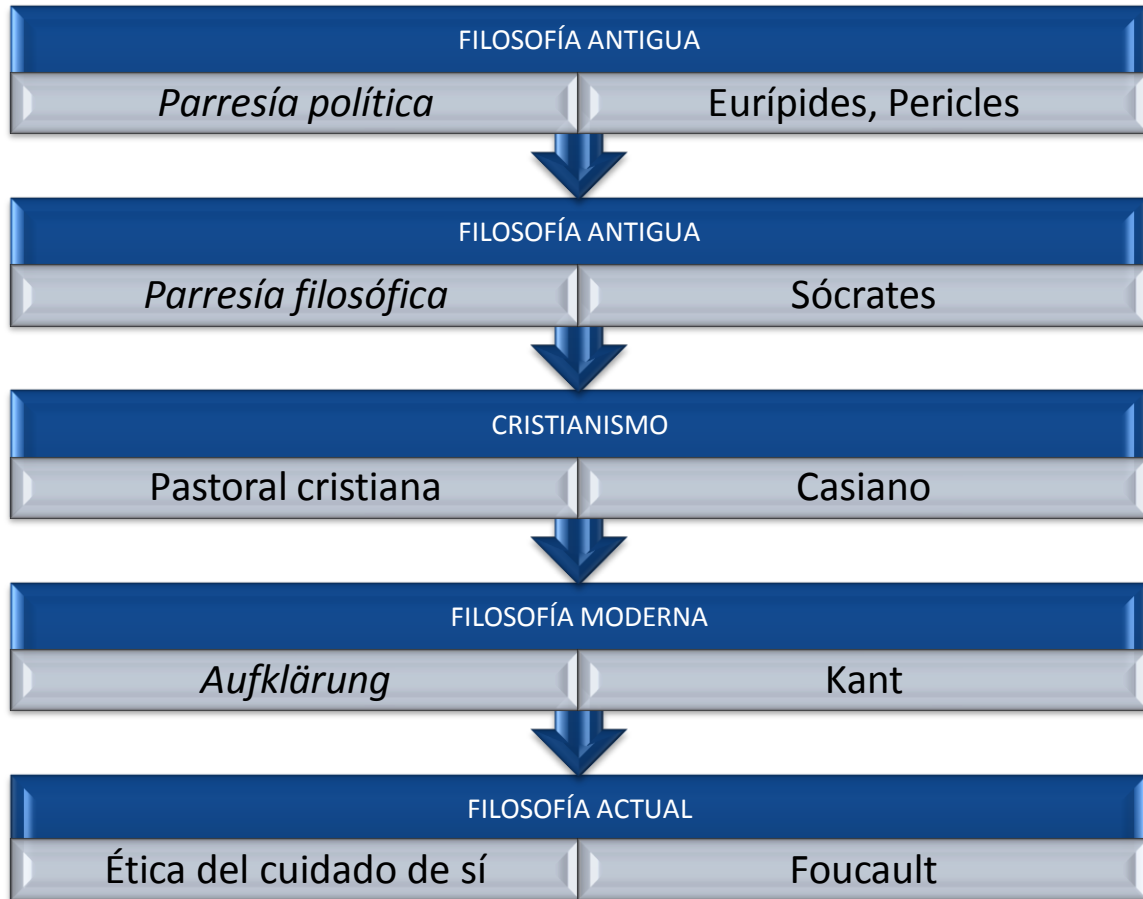 FILOSOFÍA ANTIGUA
Parresía política
Eurípides, Pericles
FILOSOFÍA ANTIGUA
Parresía filosófica
Sócrates
CRISTIANISMO
Pastoral cristiana
Casiano
FILOSOFÍA MODERNA
Aufklärung
Kant
FILOSOFÍA ACTUAL
Ética del cuidado de sí
Foucault